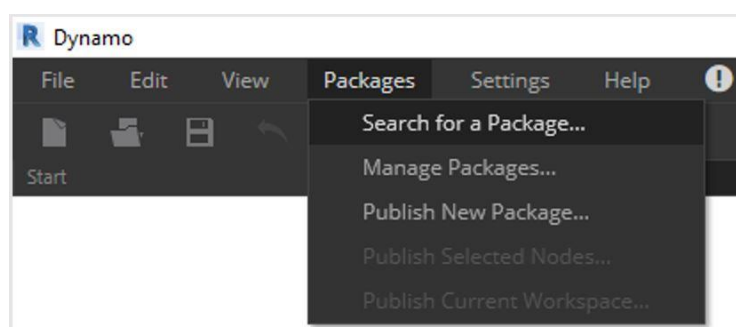 R Dynamo
File Edit View Packages Settings Help !
Search for a Package...
Manage Packages...
Start
Publish New Package...
Publish Selected Nodes...
Publish Current Workspace...